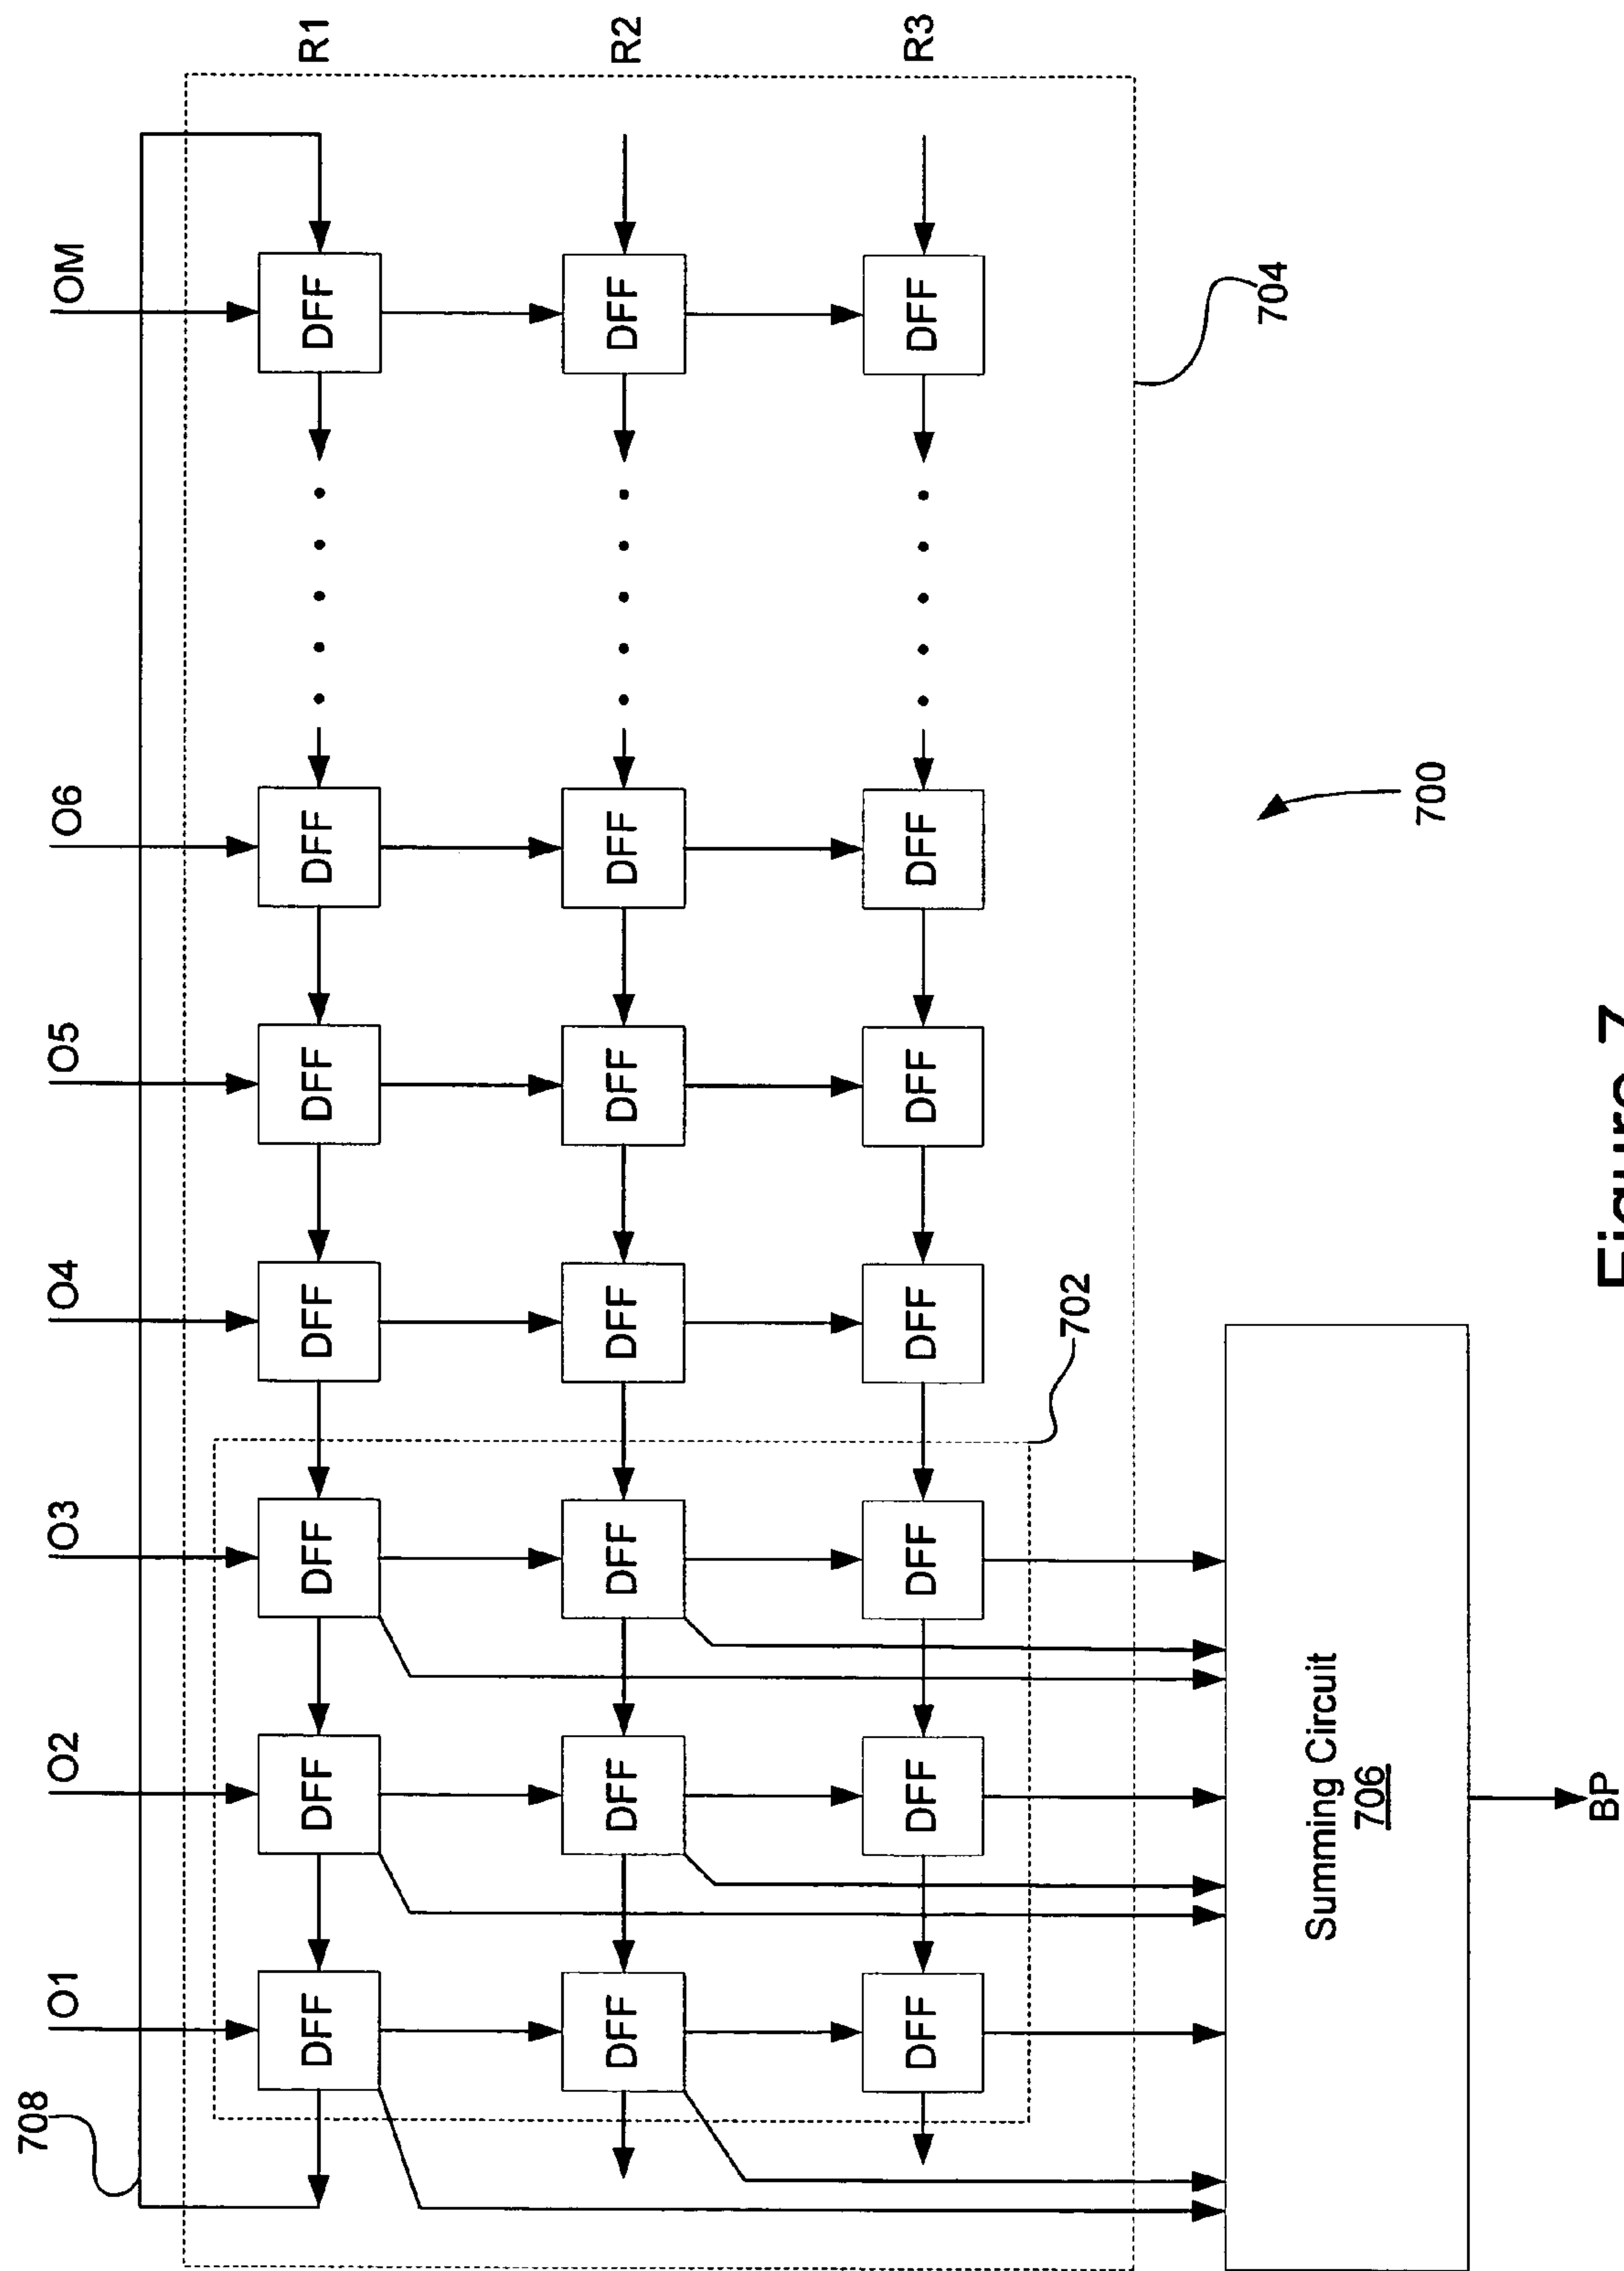 708
O1 O2 O3 O4 O5 O6 OM
DFF DFF DFF DFF DFF DFF DFF R1
DFF DFF DFF DFF DFF DFF DFF R2
DFF DFF DFF DFF DFF DFF DFF R3
702
704
Summing Circuit
706
700
BP
Figure 7